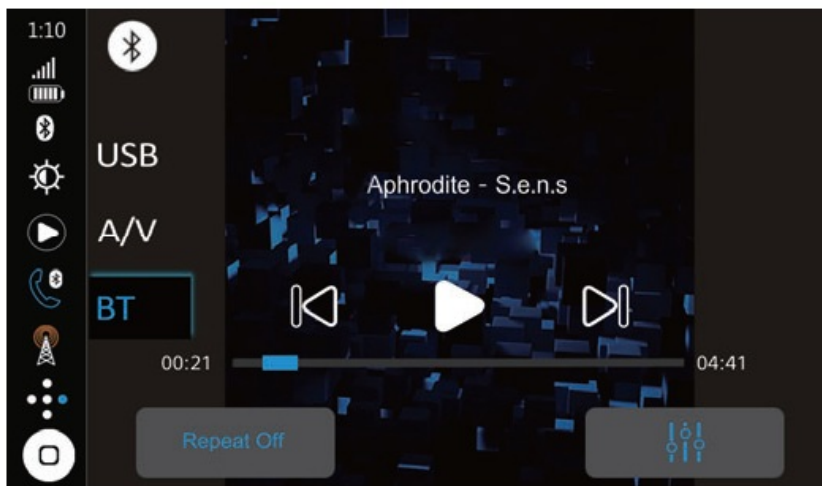 1:10
USB
A/V
BT
Aphrodite - S.e.n.s
00:21
04:41
Repeat Off